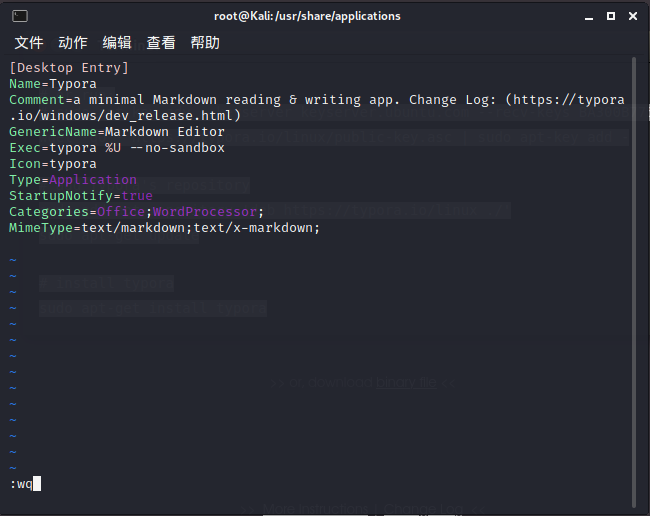 root@Kali:/usr/share/applications
文件 动作 编辑 查看 帮助
[Desktop Entry]
Name=Typora
Comment=a minimal Markdown reading & writing app. Change Log: (https://typora
.io/windows/dev_release.html)
GenericName=Markdown Editor
Exec=typora %U --no-sandbox
Icon=typora
Type=Application
StartupNotify=true
Categories=Office;WordProcessor;
MimeType=text/markdown;text/x-markdown;
~
~
~
~
~
~
~
~
~
~
~
~
~
~
:wq